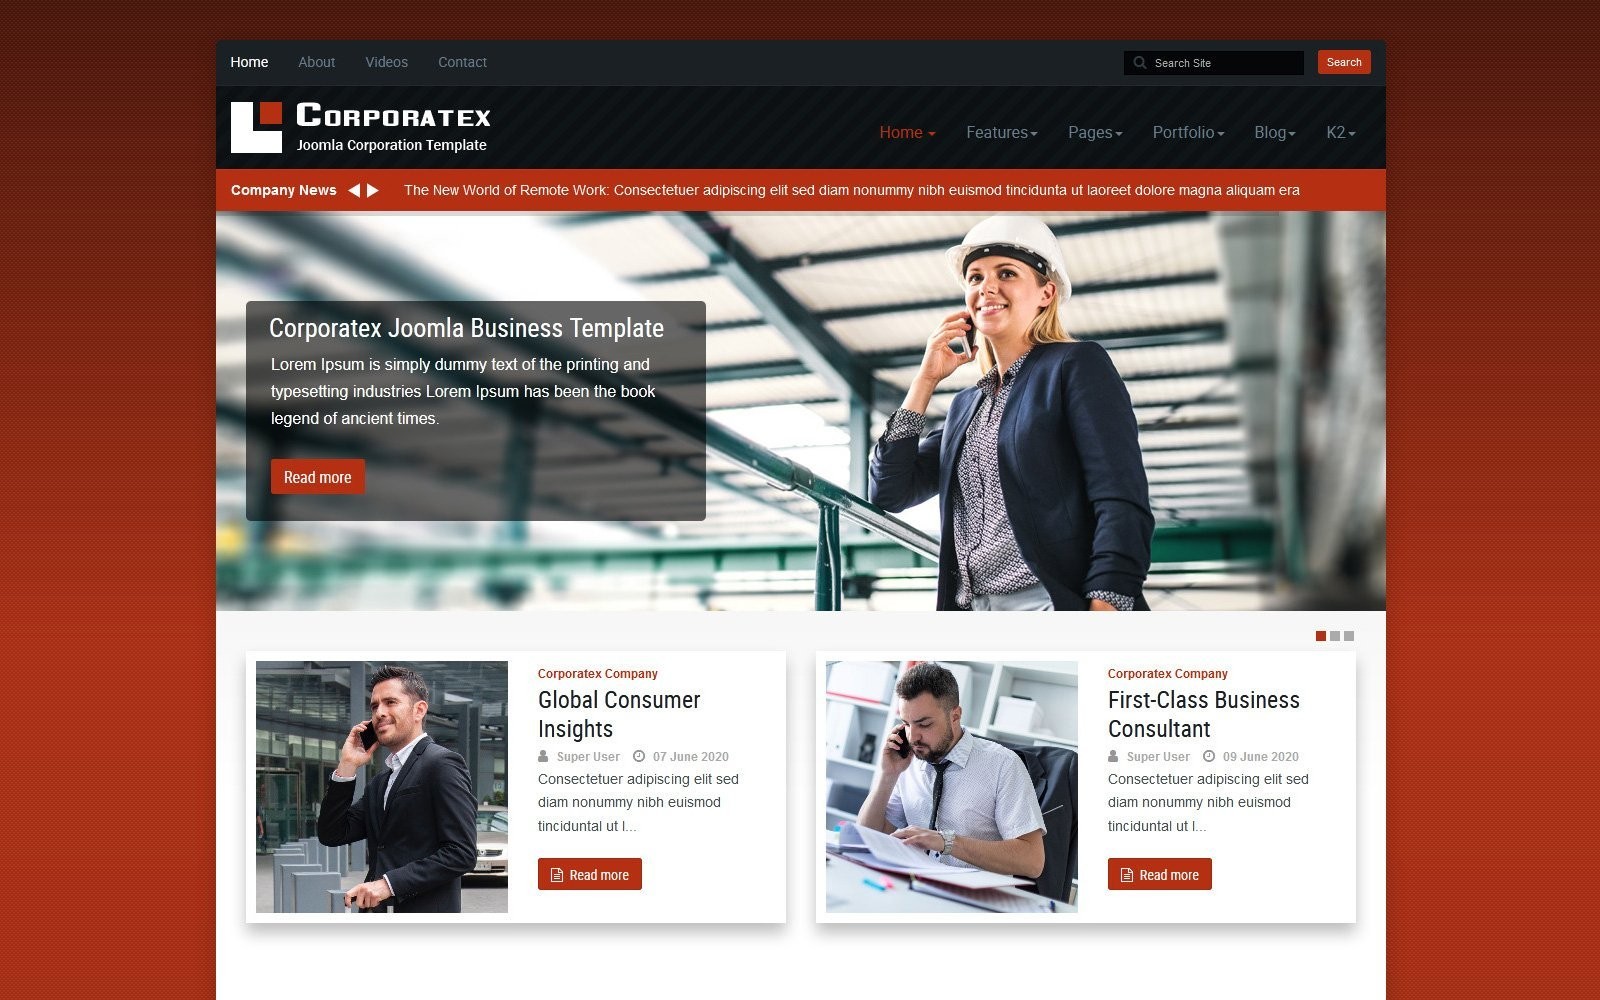 Home About Videos Contact
Search Site
Search
CORPORATEX
Joomla Corporation Template
Home Features Pages Portfolio Blog K2
Company News
The New World of Remote Work: Consectetuer adipiscing elit sed diam nonummy nibh euismod tincidunta ut laoreet dolore magna aliquam era
Corporatex Joomla Business Template
Lorem Ipsum is simply dummy text of the printing and
typesetting industries Lorem Ipsum has been the book
legend of ancient times.
Read more
Corporatex Company
Global Consumer
Insights
Super User 07 June 2020
Consectetuer adipiscing elit sed
diam nonummy nibh euismod
tinciduntal ut l...
Read more
Corporatex Company
First-Class Business
Consultant
Super User 09 June 2020
Consectetuer adipiscing elit sed
diam nonummy nibh euismod
tinciduntal ut l...
Read more